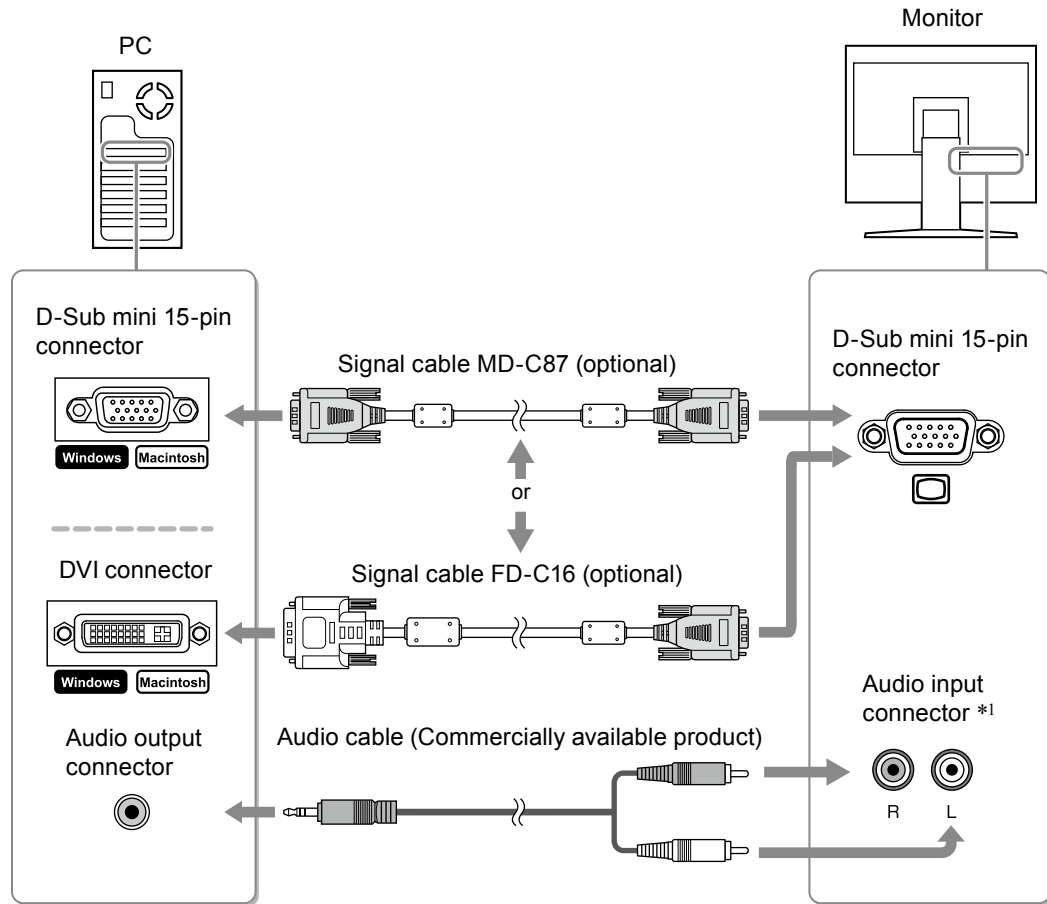 PC
Monitor
D-Sub mini 15-pin
connector
Windows Macintosh
DVI connector
Windows Macintosh
Audio output
connector
Signal cable MD-C87 (optional)
or
Signal cable FD-C16 (optional)
Audio cable (Commercially available product)
D-Sub mini 15-pin
connector
Audio input
connector *1
R L